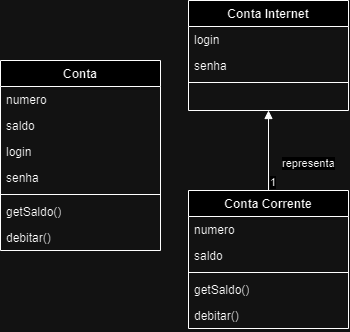 Conta
numero
saldo
login
senha
getSaldo()
debitar()
Conta Internet
login
senha
representa
1
Conta Corrente
numero
saldo
getSaldo()
debitar()